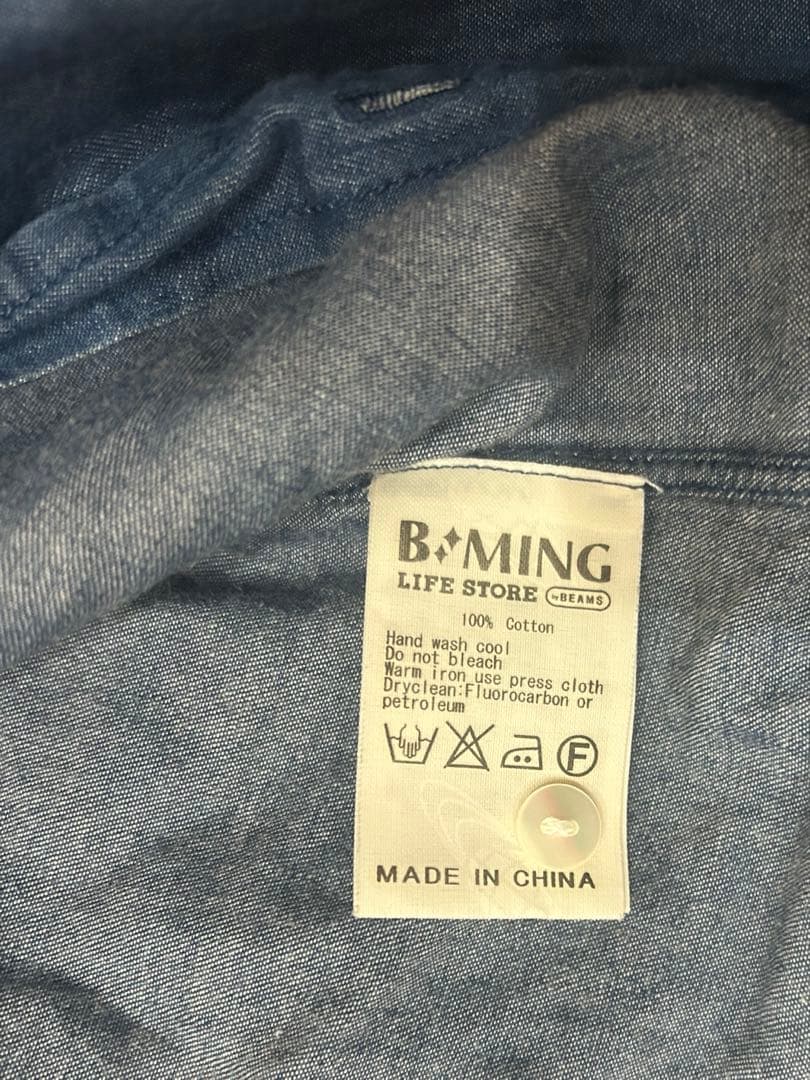 B MING
LIFE STORE by BEAMS
100% Cotton
Hand wash cool
Do not bleach
Warm iron use press cloth
Dryclean:Fluorocarbon or
petroleum
F
MADE IN CHINA